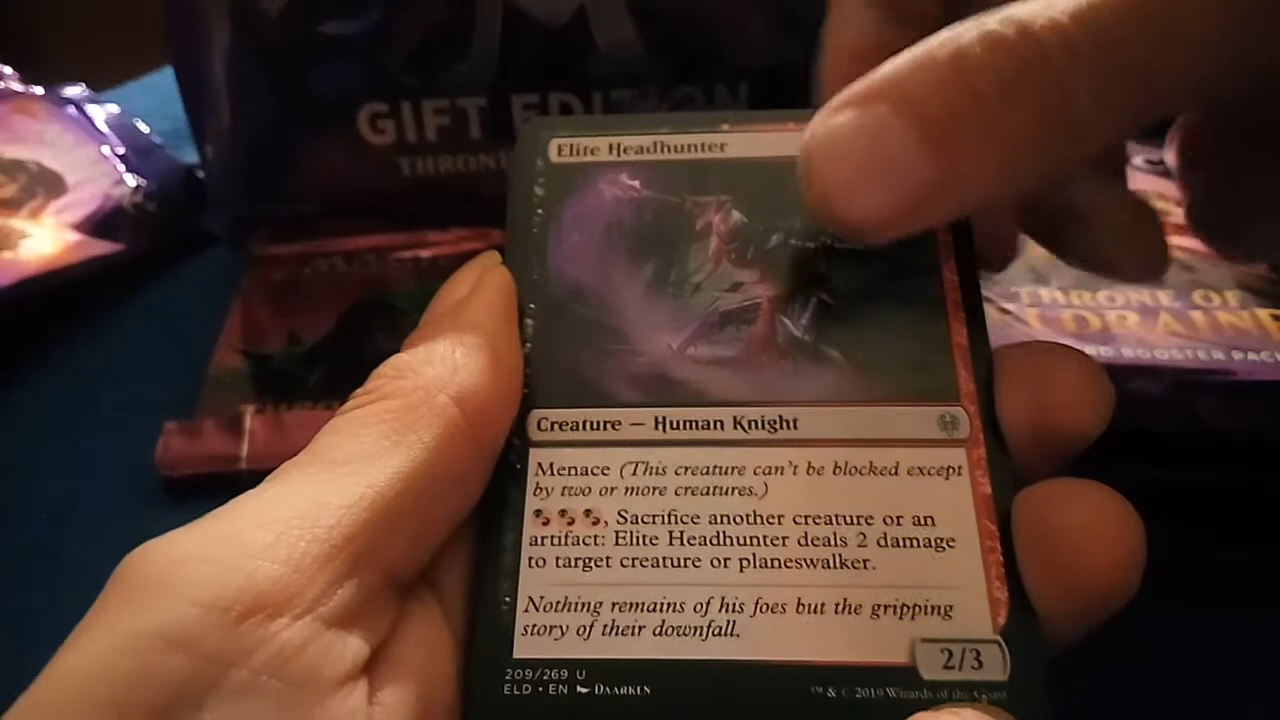 GIFT EDITION
THRONE
Elite Headhunter
THRONE OF
BOOSTER PACK
Creature — Human Knight
Menace (This creature can't be blocked except
by two or more creatures.)
, Sacrifice another creature or an
artifact: Elite Headhunter deals 2 damage
to target creature or planeswalker.
Nothing remains of his foes but the gripping
story of their downfall.
2/3
209/269 U
ELD • EN DAARKEN
™ & © 2019 Wizards of the Coast